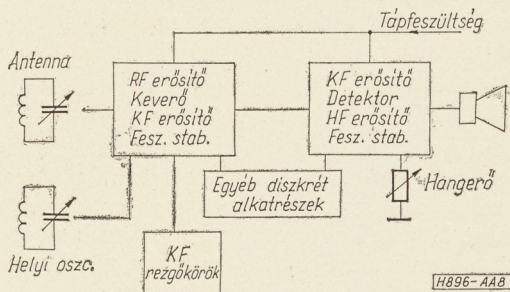 Tápfeszültség
Antenna
RF erősítő
Keverő
KF erősítő
Fesz. stab.
KF erősítő
Detektor
HF erősítő
Fesz. stab.
Egyéb diszkrét
alkatrészek
Hangerő
Helyi oszc.
KF
rezgőkörök
H896-AA8